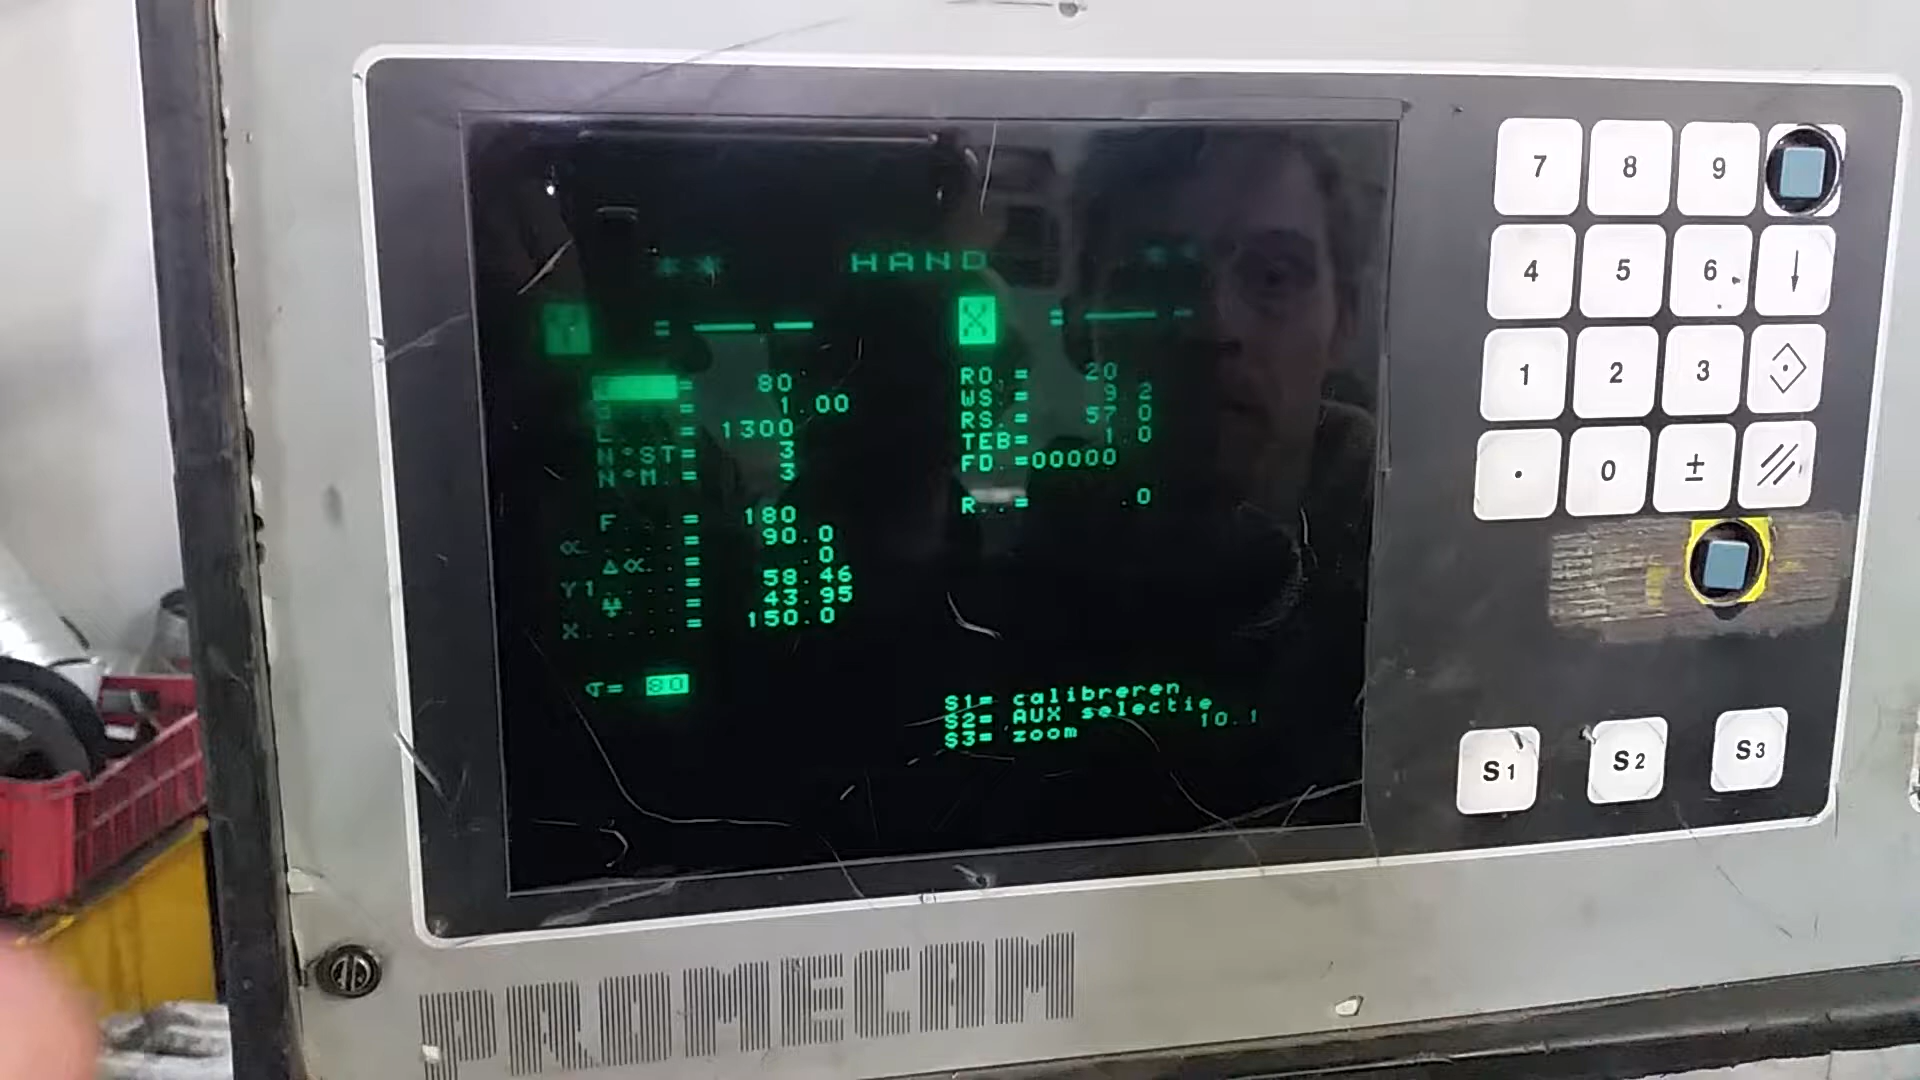 ** HAND **
Y = — — X = — -
= 80
= 1.00
L...= 1300
N°ST= 3
N°M.= 3
F...= 180
α.....= 90.0
Δα..= 0
Y1....= 58.46
= 43.95
X.....= 150.0
σ= 80
RO.= 20
WS.= 9.2
RS.= 57.0
TEB= 1.0
FD.=00000
R..= .0
S1= calibreren
S2= AUX selectie
S3= zoom 10.1
7 8 9
4 5 6 ↓
1 2 3
. 0 ±
S1 S2 S3
PROMECAM